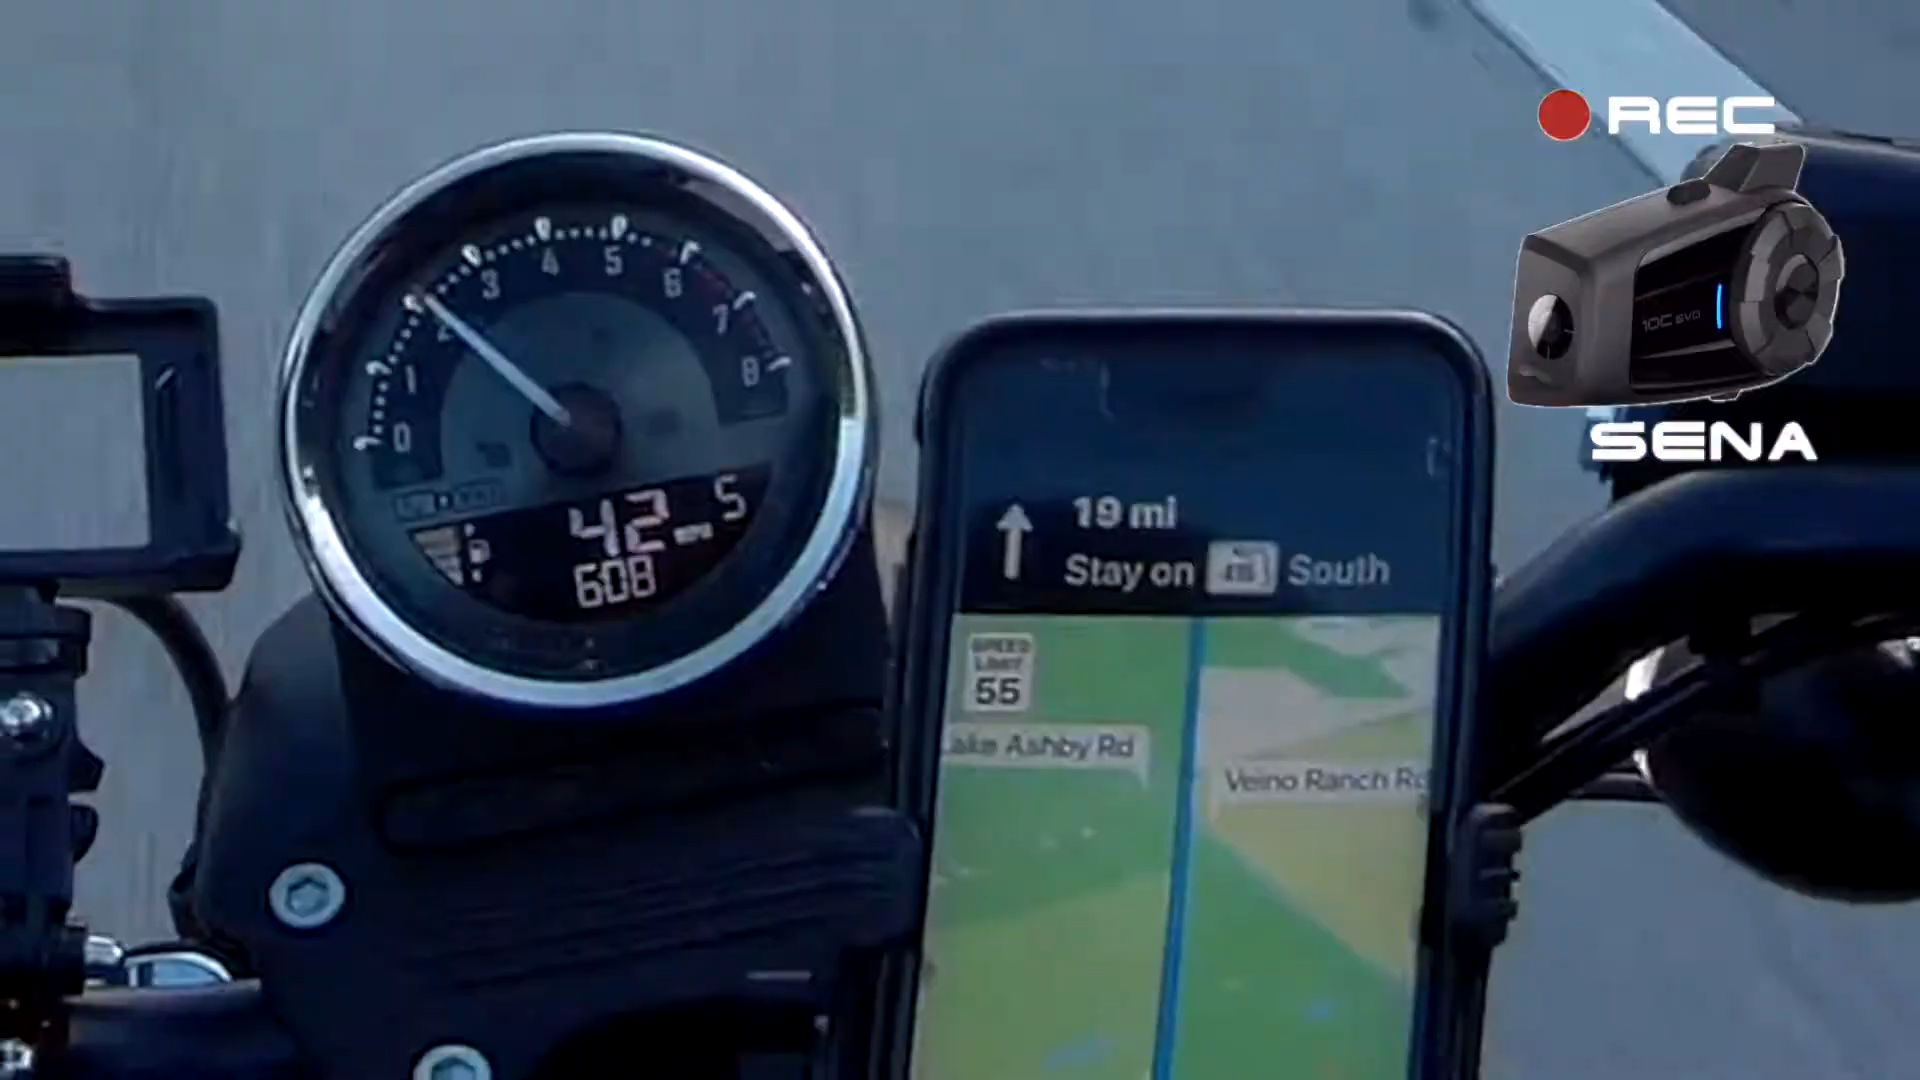 REC
10C EVO
SENA
0
1
2
3
4
5
6
7
8
42 MPH 5
608
19 mi
Stay on South
SPEED
LIMIT
55
Lake Ashby Rd
Ranch Rd